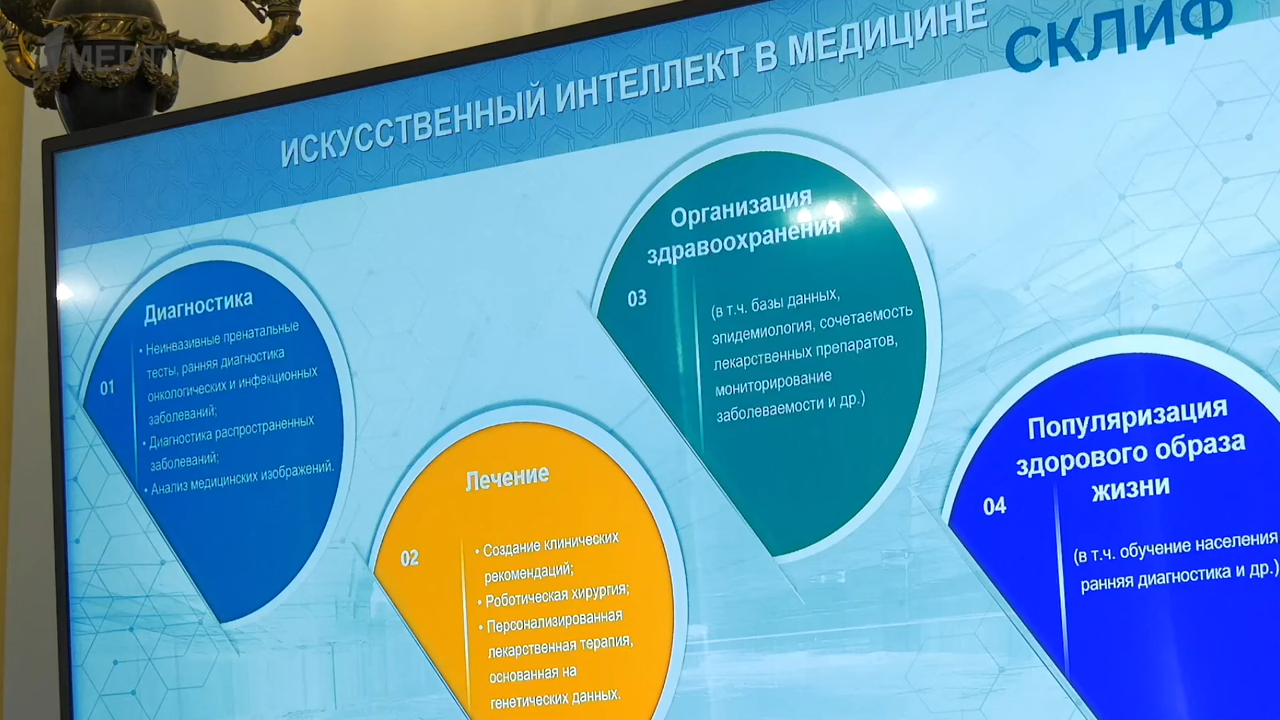 1MEDTV
ИСКУССТВЕННЫЙ ИНТЕЛЛЕКТ В МЕДИЦИНЕ
СКЛИФ
Диагностика
01
• Неинвазивные пренатальные
тесты, ранняя диагностика
онкологических и инфекционных
заболеваний;
• Диагностика распространенных
заболеваний;
• Анализ медицинских изображений.
Лечение
02
• Создание клинических
рекомендаций;
• Роботическая хирургия;
• Персонализированная
лекарственная терапия,
основанная на
генетических данных.
Организация
здравоохранения
03
(в т.ч. базы данных,
эпидемиология, сочетаемость
лекарственных препаратов,
мониторирование
заболеваемости и др.)
Популяризация
здорового образа
жизни
04
(в т.ч. обучение населения
ранняя диагностика и др.)